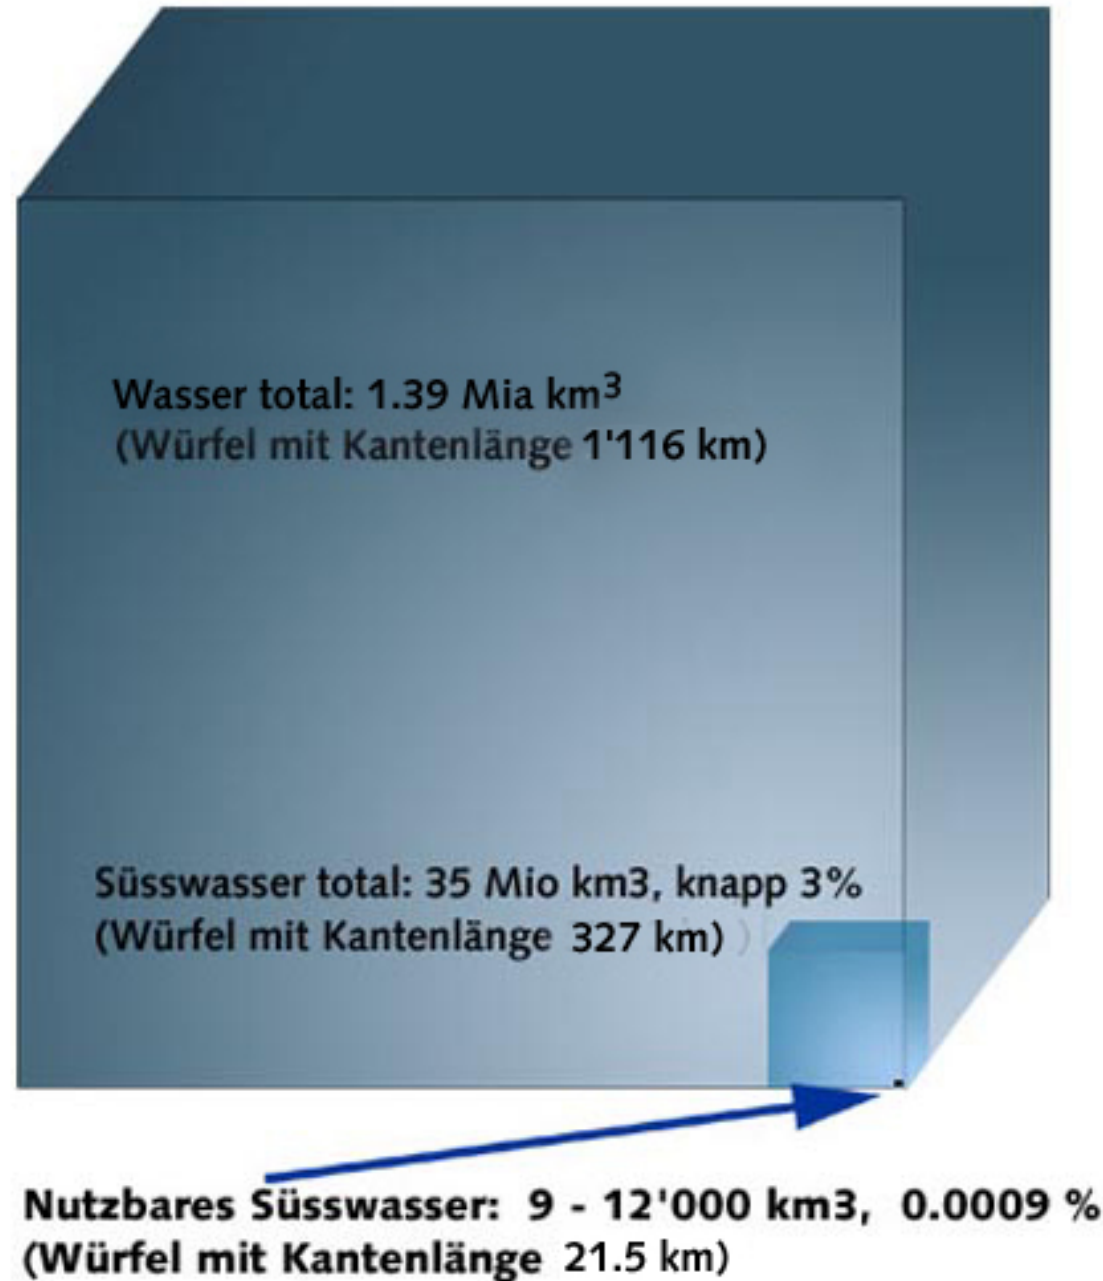 Wasser total: 1.39 Mia km³
(Würfel mit Kantenlänge 1'116 km)
Süsswasser total: 35 Mio km3, knapp 3%
(Würfel mit Kantenlänge 327 km) )
Nutzbares Süsswasser: 9 - 12'000 km3, 0.0009 %
(Würfel mit Kantenlänge 21.5 km)